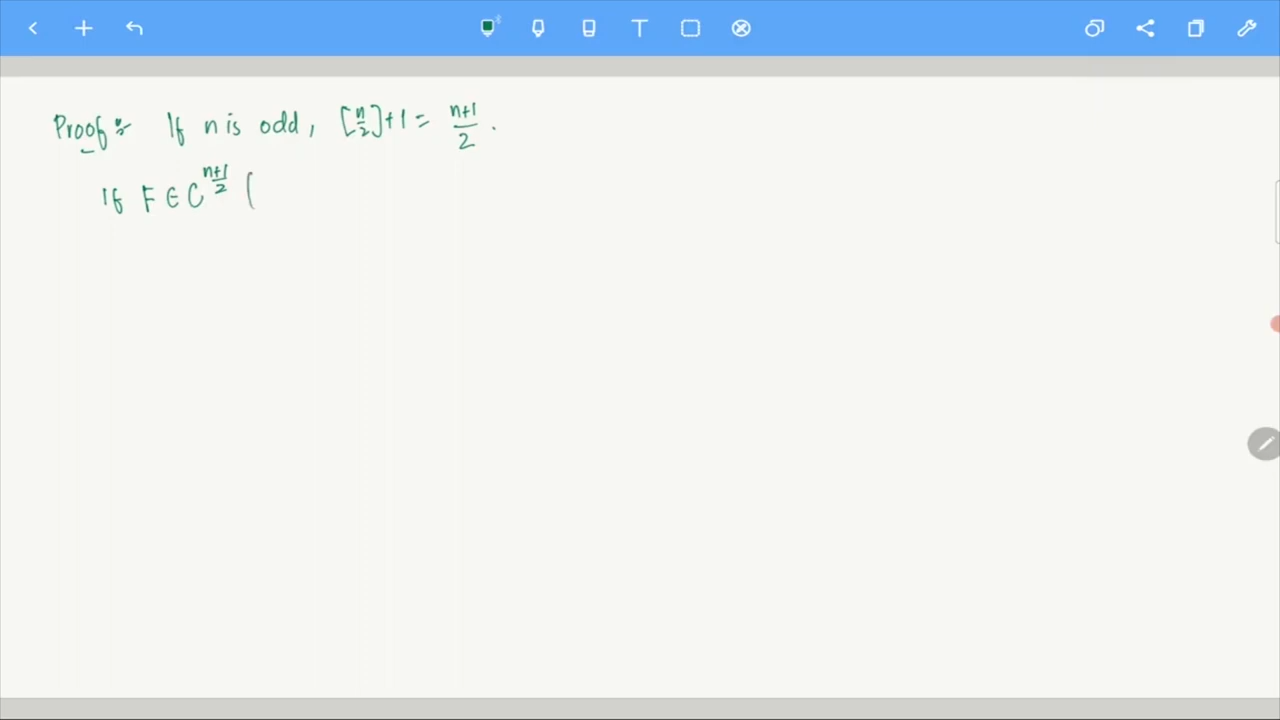 Proof :- If n is odd, [n/2]+1 = n+1/2 .
If F ∈ C^{n+1/2} (